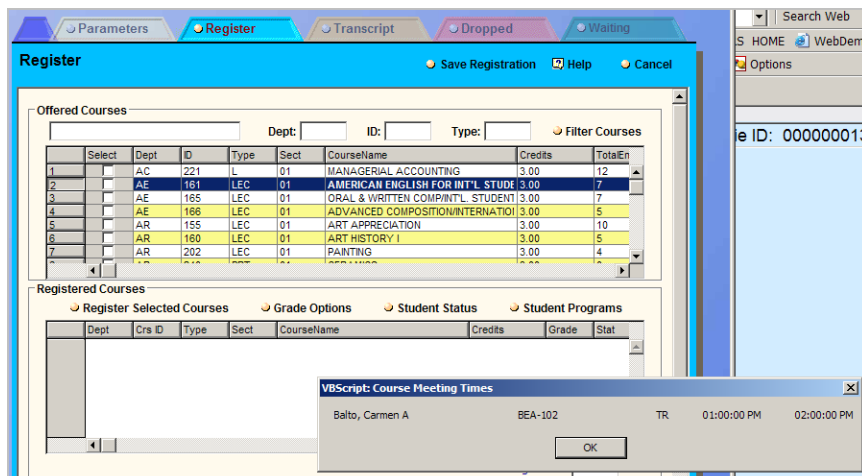 Parameters Register Transcript Dropped Waiting
Search Web
HOME WebDem
Options
Register Save Registration Help Cancel
ie ID: 000000013
Offered Courses
Dept: ID: Type: Filter Courses
Select Dept ID Type Sect CourseName Credits TotalEn
1 AC 221 L 01 MANAGERIAL ACCOUNTING 3.00 12
2 AE 161 LEC 01 AMERICAN ENGLISH FOR INT'L STUDE 3.00 7
3 AE 165 LEC 01 ORAL & WRITTEN COMP/INT'L. STUDENT 3.00 7
4 AE 166 LEC 01 ADVANCED COMPOSITION/INTERNATIO 3.00 5
5 AR 155 LEC 01 ART APPRECIATION 3.00 10
6 AR 160 LEC 01 ART HISTORY I 3.00 5
7 AR 202 LEC 01 PAINTING 3.00 4
Registered Courses
Register Selected Courses Grade Options Student Status Student Programs
Dept Crs ID Type Sect CourseName Credits Grade Stat
VBScript: Course Meeting Times
Balto, Carmen A BEA-102 TR 01:00:00 PM 02:00:00 PM
OK